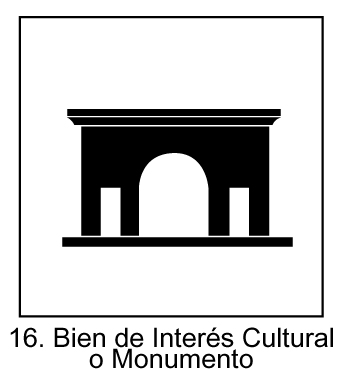 16. Bien de Interés Cultural
o Monumento